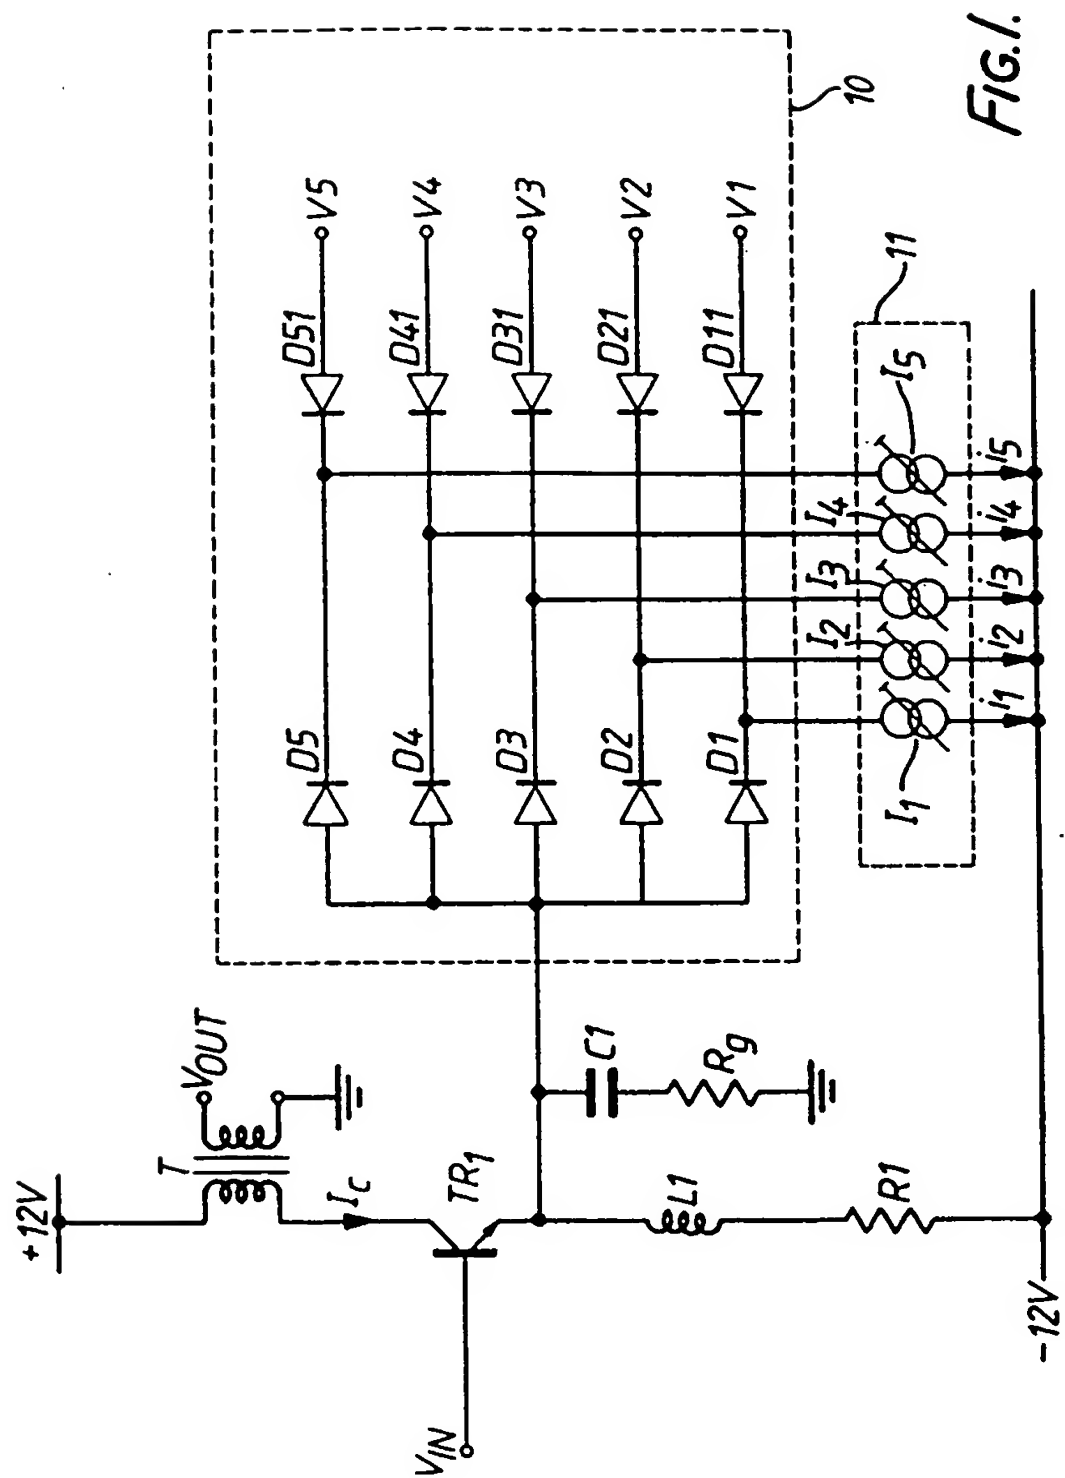 +12V
T
VOUT
IC
TR1
VIN
C1
Rg
L1
R1
-12V
D5
D4
D3
D2
D1
D51
D41
D31
D21
D11
V5
V4
V3
V2
V1
10
11
I1
I2
I3
I4
I5
i1
i2
i3
i4
i5
FIG.1.